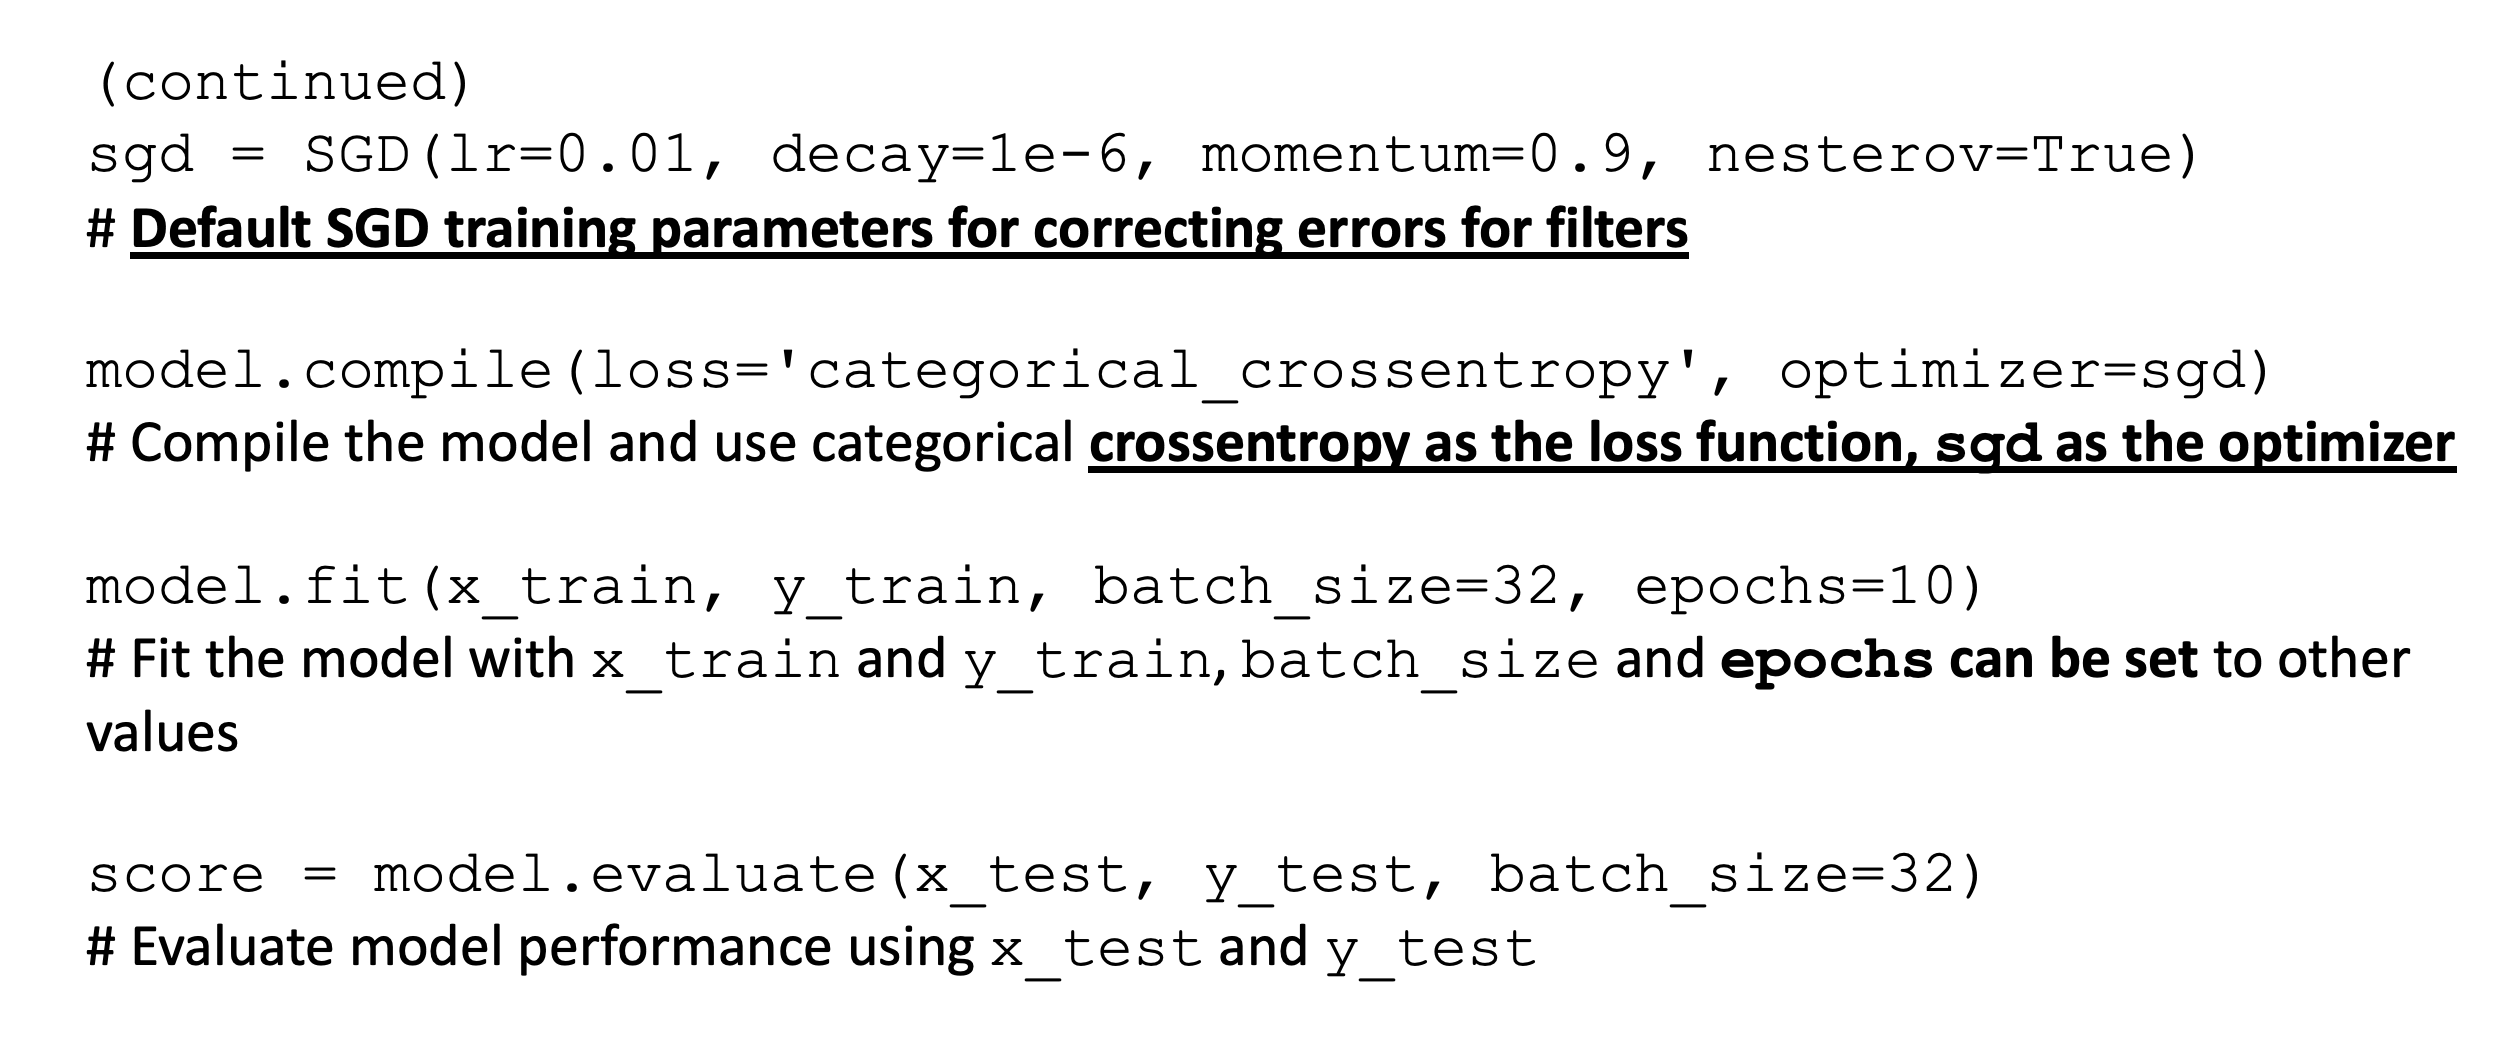 (continued)
sgd = SGD(lr=0.01, decay=1e-6, momentum=0.9, nesterov=True)
# Default SGD training parameters for correcting errors for filters
model.compile(loss='categorical_crossentropy', optimizer=sgd)
# Compile the model and use categorical crossentropy as the loss function, sgd as the optimizer
model.fit(x_train, y_train, batch_size=32, epochs=10)
# Fit the model with x_train and y_train, batch_size and epochs can be set to other
values
score = model.evaluate(x_test, y_test, batch_size=32)
# Evaluate model performance using x_test and y_test